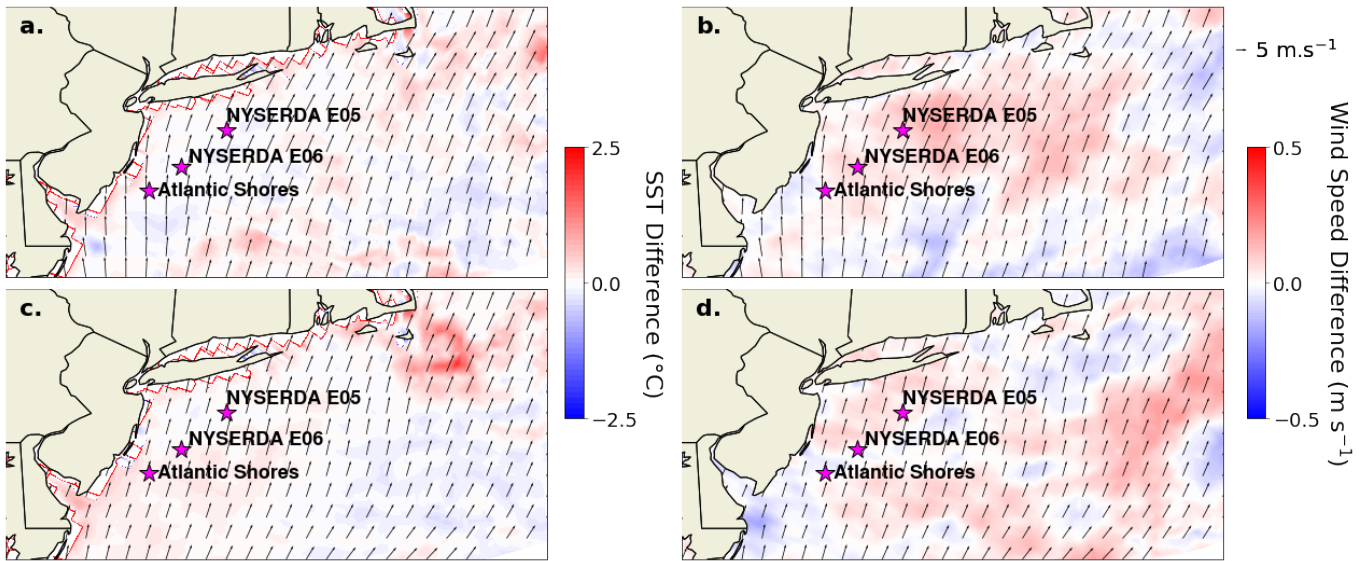 a.
NYSERDA E05
NYSERDA E06
Atlantic Shores
b.
NYSERDA E05
NYSERDA E06
Atlantic Shores
5 m.s−1
2.5
0.0
−2.5
SST Difference (°C)
0.5
0.0
−0.5
Wind Speed Difference (m s−1)
c.
NYSERDA E05
NYSERDA E06
Atlantic Shores
d.
NYSERDA E05
NYSERDA E06
Atlantic Shores